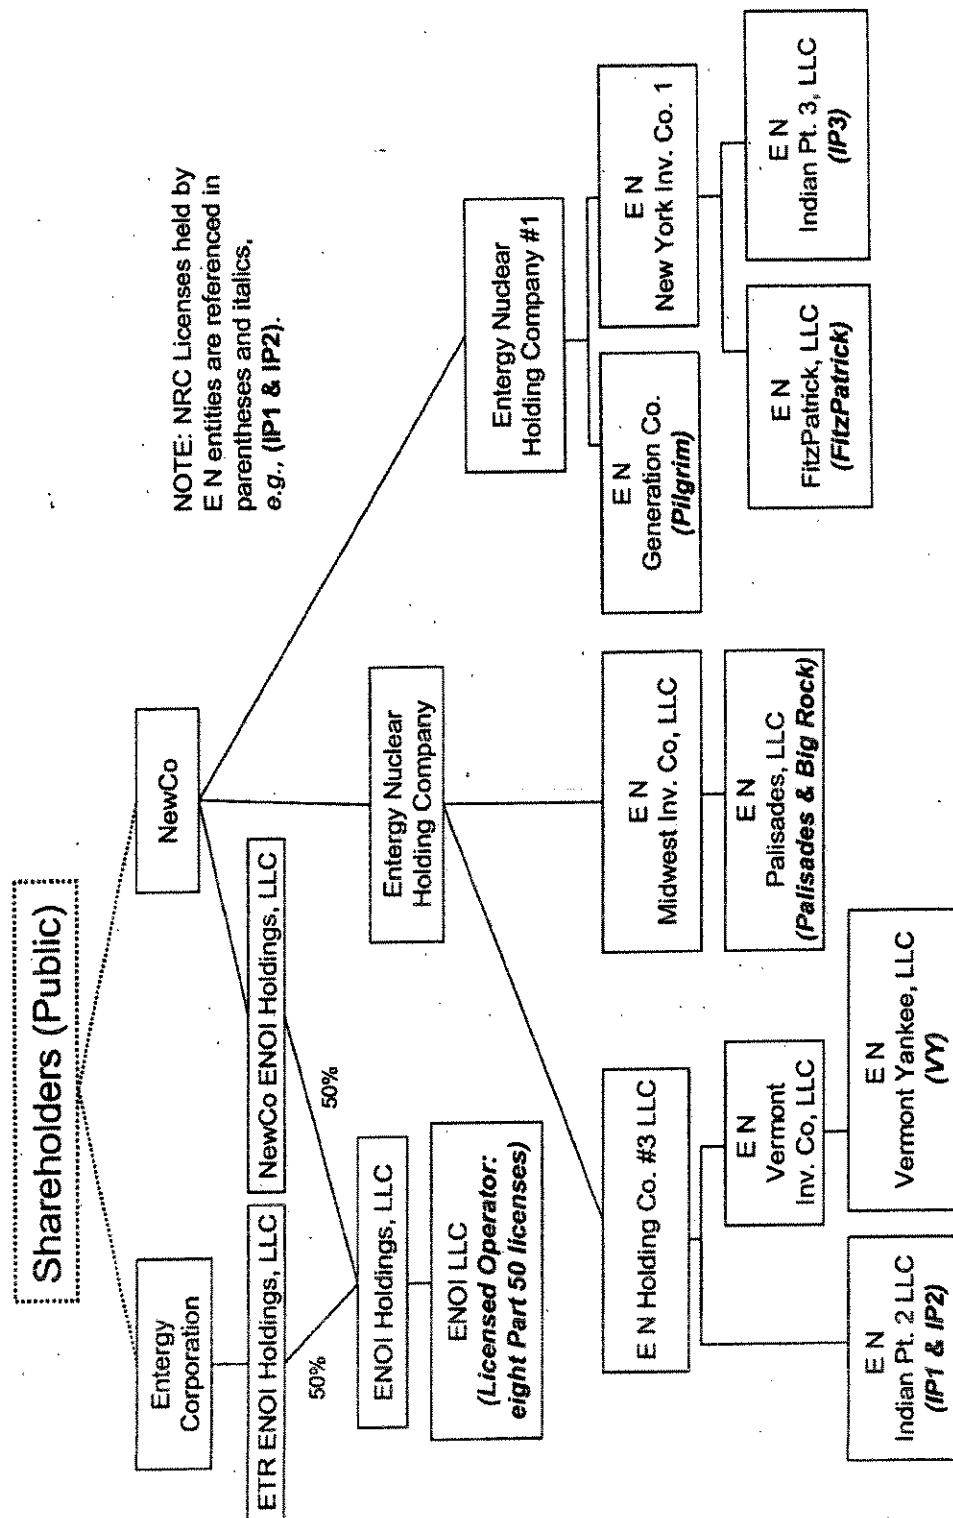 Shareholders (Public)
Entergy
Corporation
NewCo
ETR ENOI Holdings, LLC
NewCo ENOI Holdings, LLC
50%
50%
ENOI Holdings, LLC
ENOI LLC
(Licensed Operator:
eight Part 50 licenses)
NOTE: NRC Licenses held by
E N entities are referenced in
parentheses and italics,
e.g., (IP1 & IP2).
Entergy Nuclear
Holding Company
Entergy Nuclear
Holding Company #1
E N Holding Co. #3 LLC
E N
Midwest Inv. Co, LLC
E N
Generation Co.
(Pilgrim)
E N
New York Inv. Co. 1
E N
Vermont
Inv. Co, LLC
E N
Palisades, LLC
(Palisades & Big Rock)
E N
FitzPatrick, LLC
(FitzPatrick)
E N
Indian Pt. 3, LLC
(IP3)
E N
Indian Pt. 2 LLC
(IP1 & IP2)
E N
Vermont Yankee, LLC
(VY)